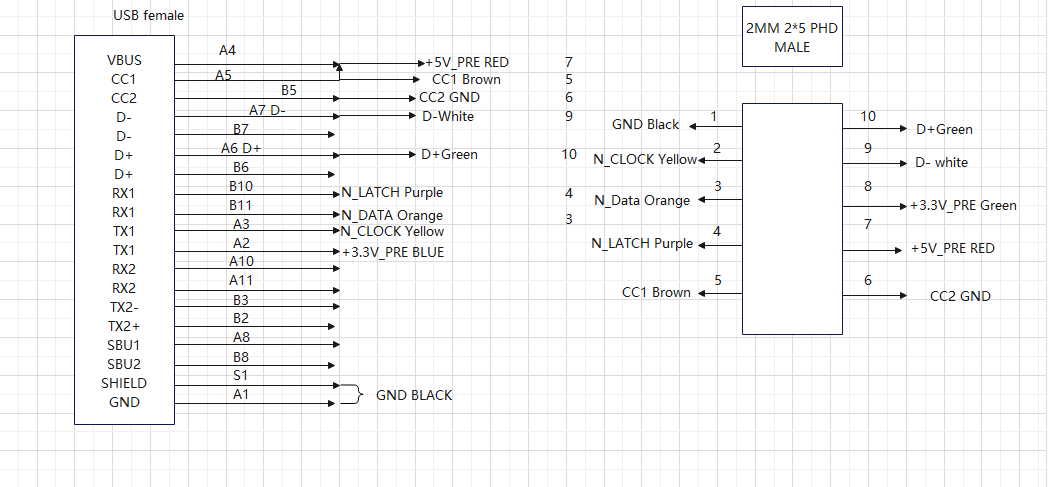 USB female
2MM 2*5 PHD
MALE
VBUS A4 +5V_PRE RED 7
CC1 A5 CC1 Brown 5
CC2 B5 CC2 GND 6
D- A7 D- D-White 9
D- B7
D+ A6 D+ D+Green 10
D+ B6
RX1 B10 N_LATCH Purple 4
RX1 B11 N_DATA Orange 3
TX1 A3 N_CLOCK Yellow
TX1 A2 +3.3V_PRE BLUE
RX2 A10
RX2 A11
TX2- B3
TX2+ B2
SBU1 A8
SBU2 B8
SHIELD S1
GND A1
GND BLACK
GND Black 1
N_CLOCK Yellow 2
N_Data Orange 3
N_LATCH Purple 4
CC1 Brown 5
10 D+Green
9 D- white
8 +3.3V_PRE Green
7 +5V_PRE RED
6 CC2 GND